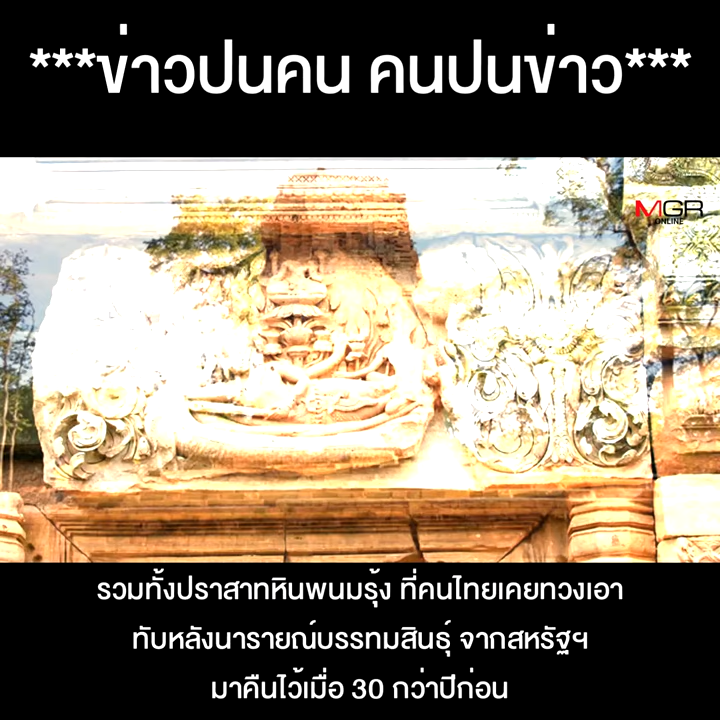 ***ข่าวปนคน คนปนข่าว***
MGR
ONLINE
รวมทั้งปราสาทหินพนมรุ้ง ที่คนไทยเคยทวงเอา
ทับหลังนารายณ์บรรทมสินธุ์ จากสหรัฐฯ
มาคืนไว้เมื่อ 30 กว่าปีก่อน